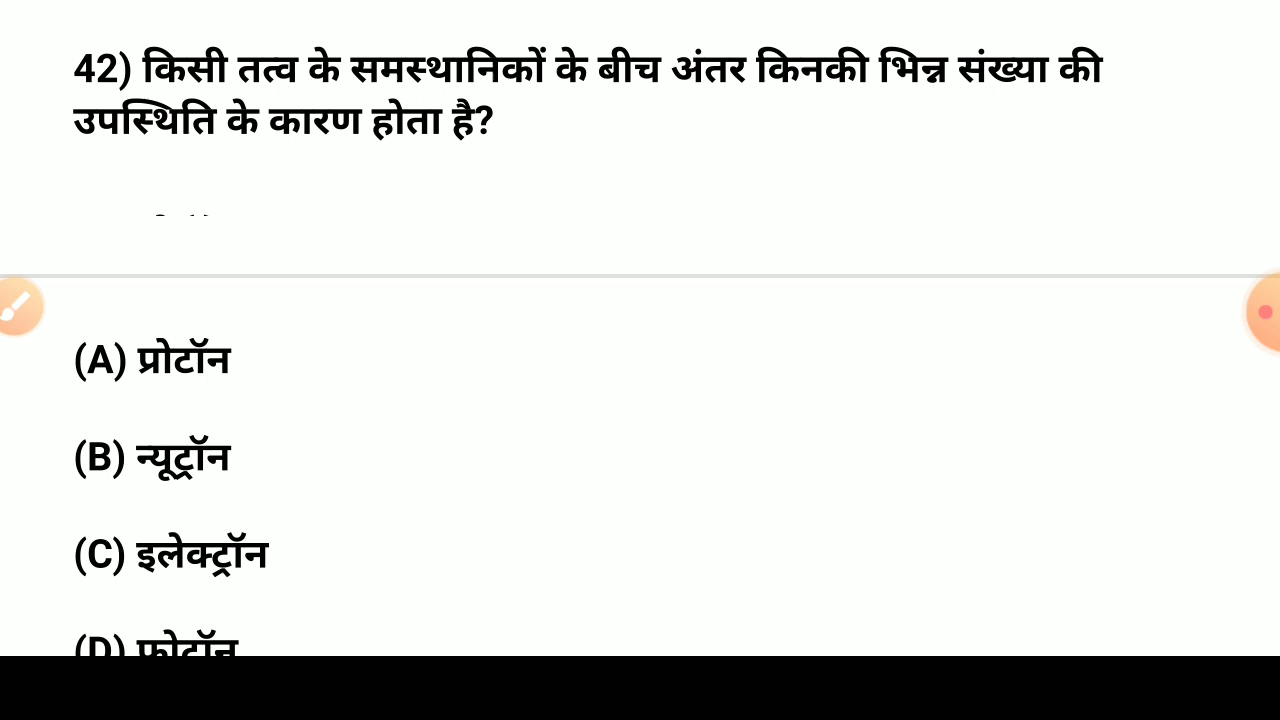 42) किसी तत्व के समस्थानिकों के बीच अंतर किनकी भिन्न संख्या की
उपस्थिति के कारण होता है?
(A) प्रोटॉन
(B) न्यूट्रॉन
(C) इलेक्ट्रॉन
(D) फोटॉन